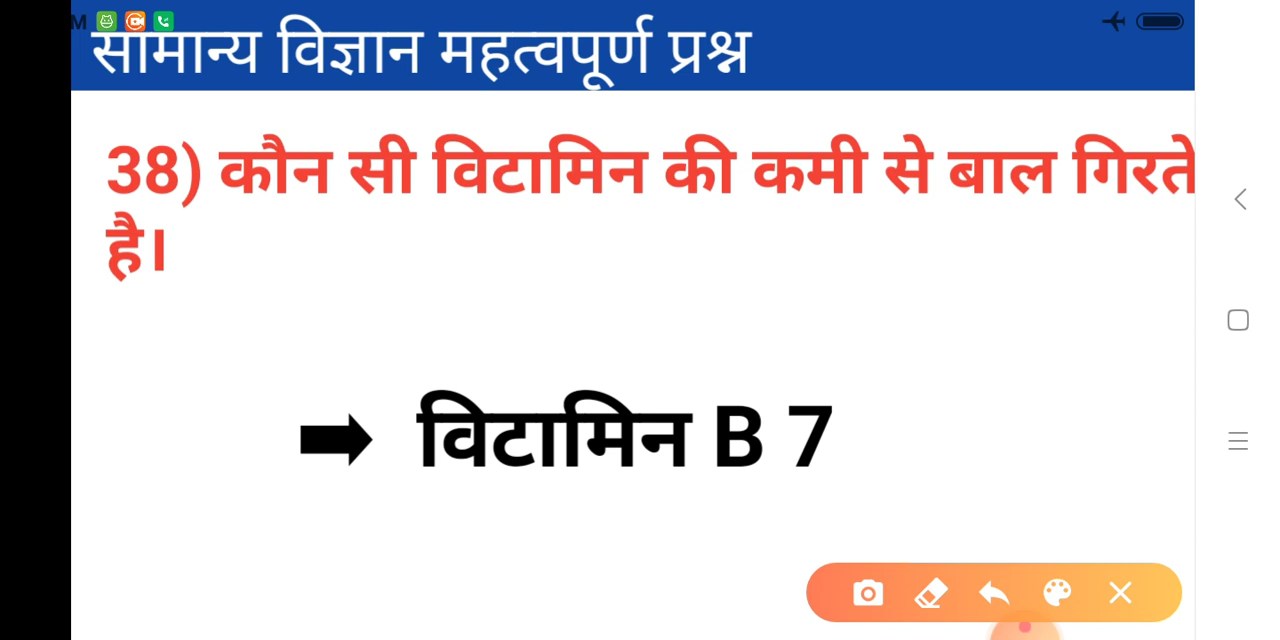 M
सामान्य विज्ञान महत्वपूर्ण प्रश्न
38) कौन सी विटामिन की कमी से बाल गिरते
है।
➡ विटामिन B 7